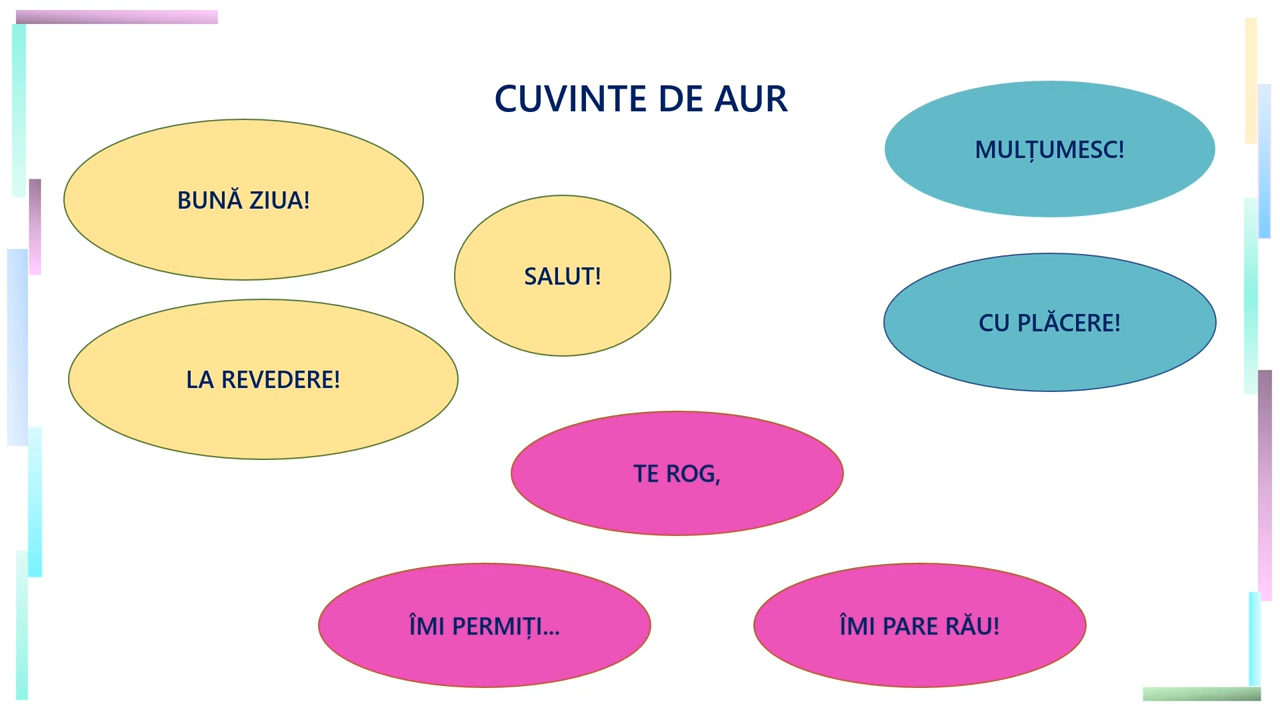 CUVINTE DE AUR
BUNĂ ZIUA!
SALUT!
LA REVEDERE!
MULȚUMESC!
CU PLĂCERE!
TE ROG,
ÎMI PERMIȚI...
ÎMI PARE RĂU!